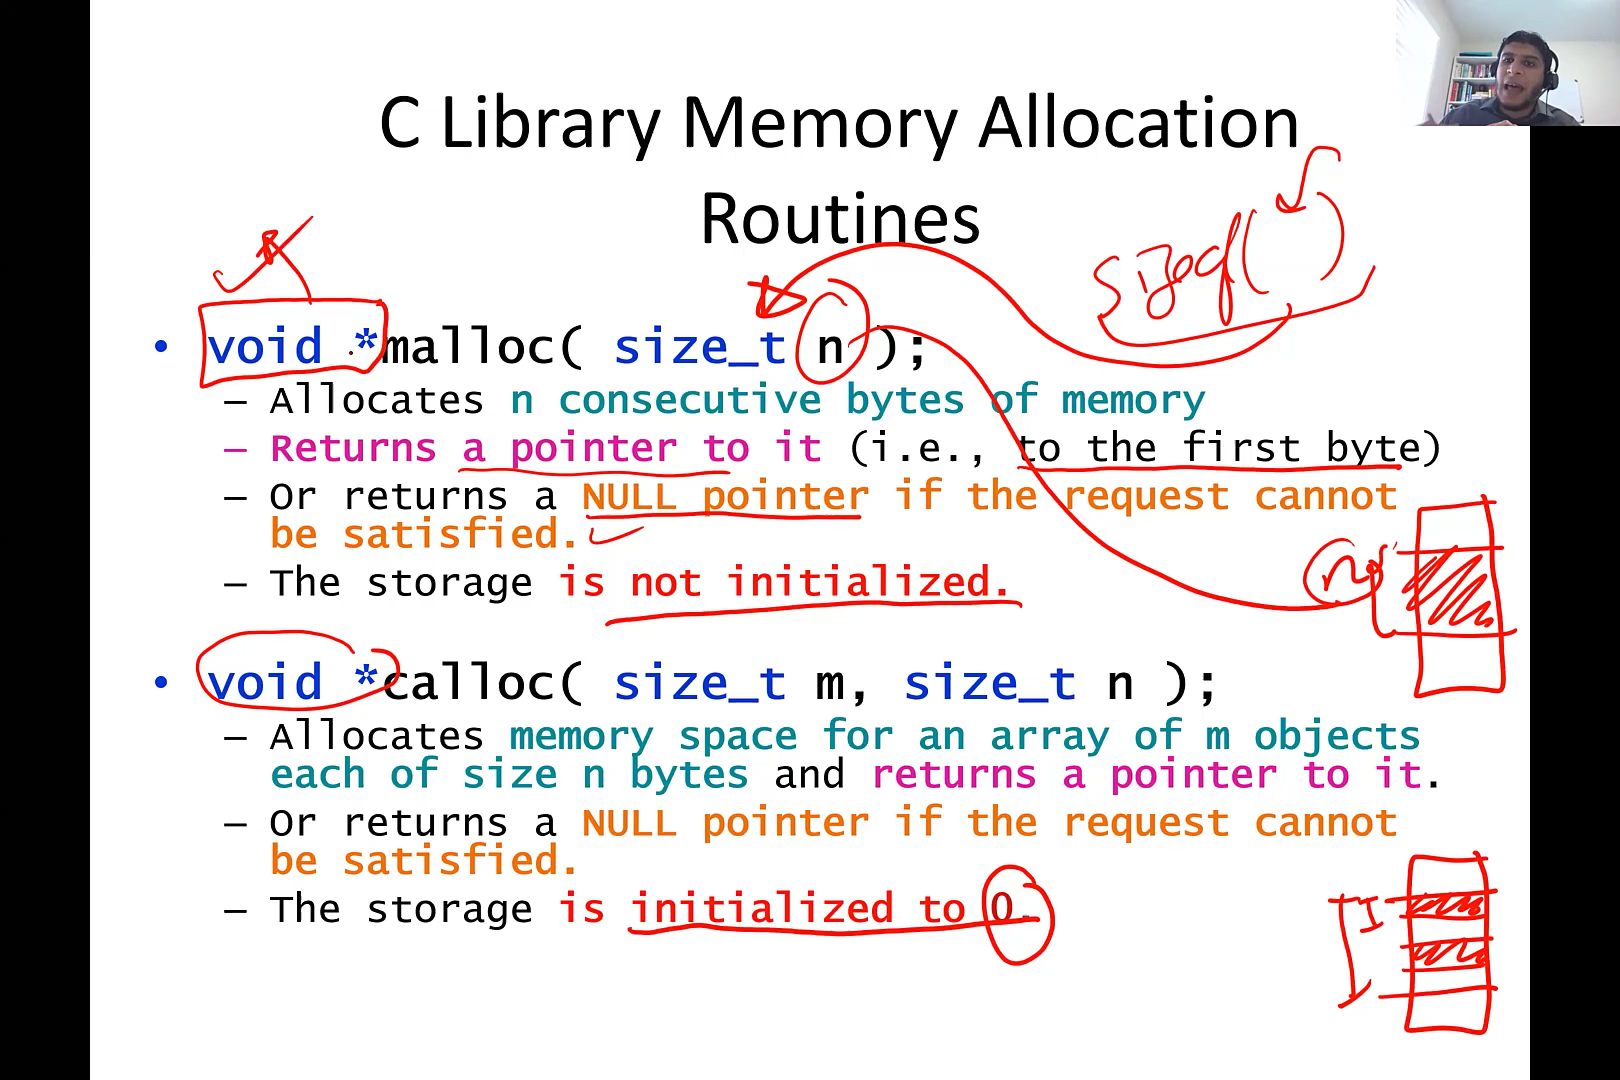 C Library Memory Allocation
Routines
sizeof( )
• void *malloc( size_t n );
– Allocates n consecutive bytes of memory
– Returns a pointer to it (i.e., to the first byte)
– Or returns a NULL pointer if the request cannot
be satisfied.
– The storage is not initialized.
n
• void *calloc( size_t m, size_t n );
– Allocates memory space for an array of m objects
each of size n bytes and returns a pointer to it.
– Or returns a NULL pointer if the request cannot
be satisfied.
– The storage is initialized to 0.